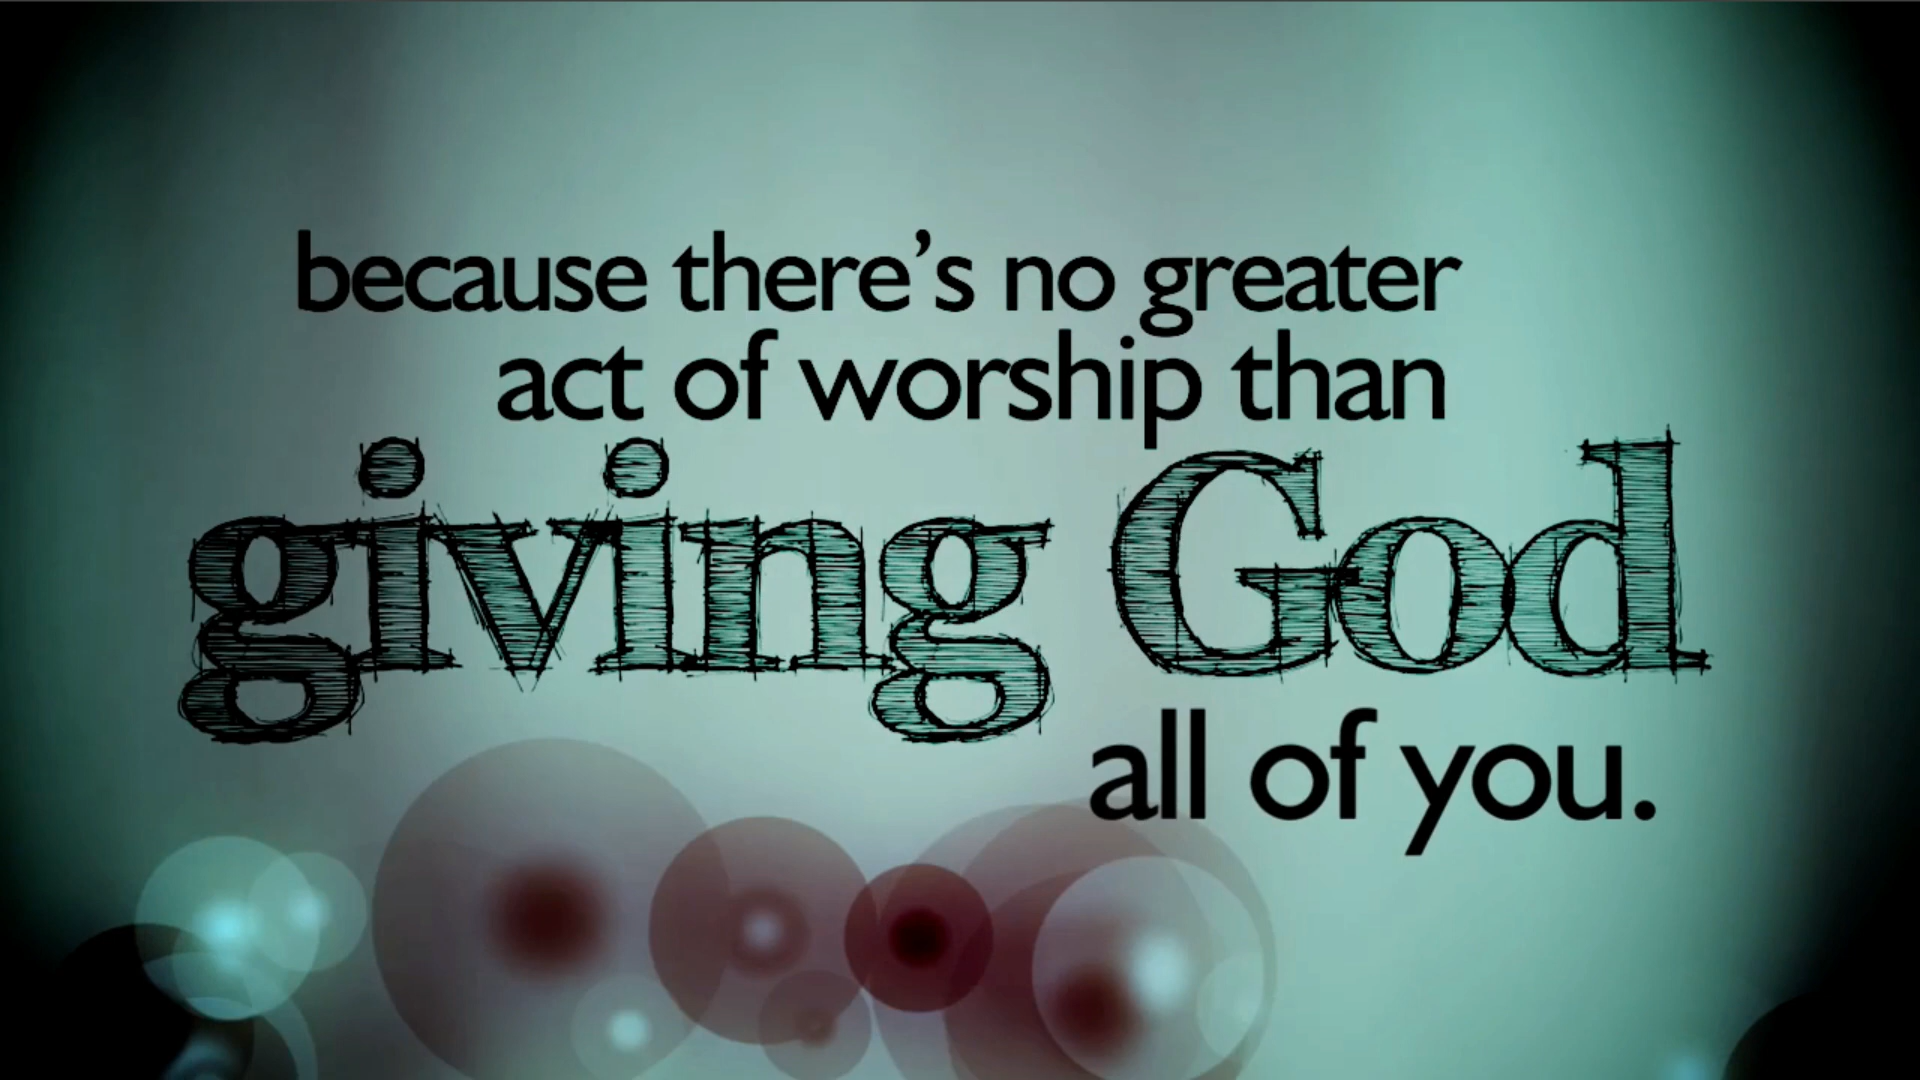 because there’s no greater
act of worship than
giving God
all of you.